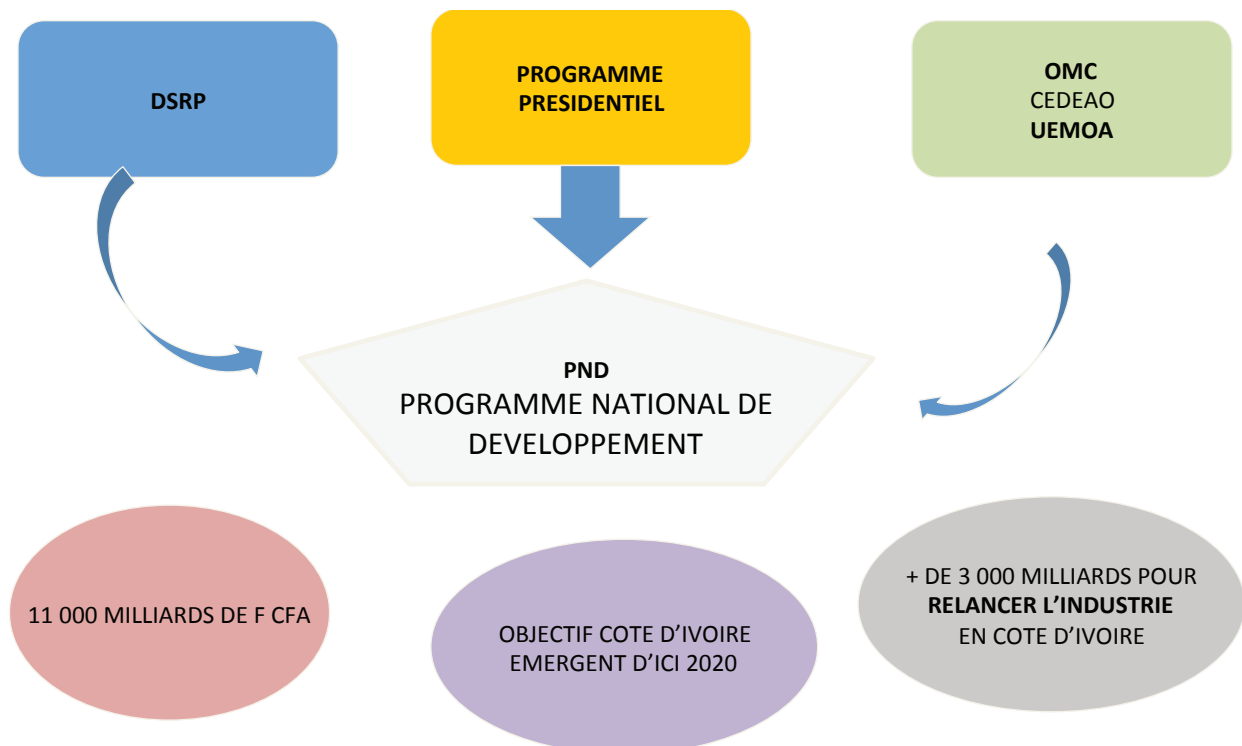 DSRP
PROGRAMME
PRESIDENTIEL
OMC
CEDEAO
UEMOA
PND
PROGRAMME NATIONAL DE
DEVELOPPEMENT
11 000 MILLIARDS DE F CFA
OBJECTIF COTE D’IVOIRE
EMERGENT D’ICI 2020
+ DE 3 000 MILLIARDS POUR
RELANCER L’INDUSTRIE
EN COTE D’IVOIRE